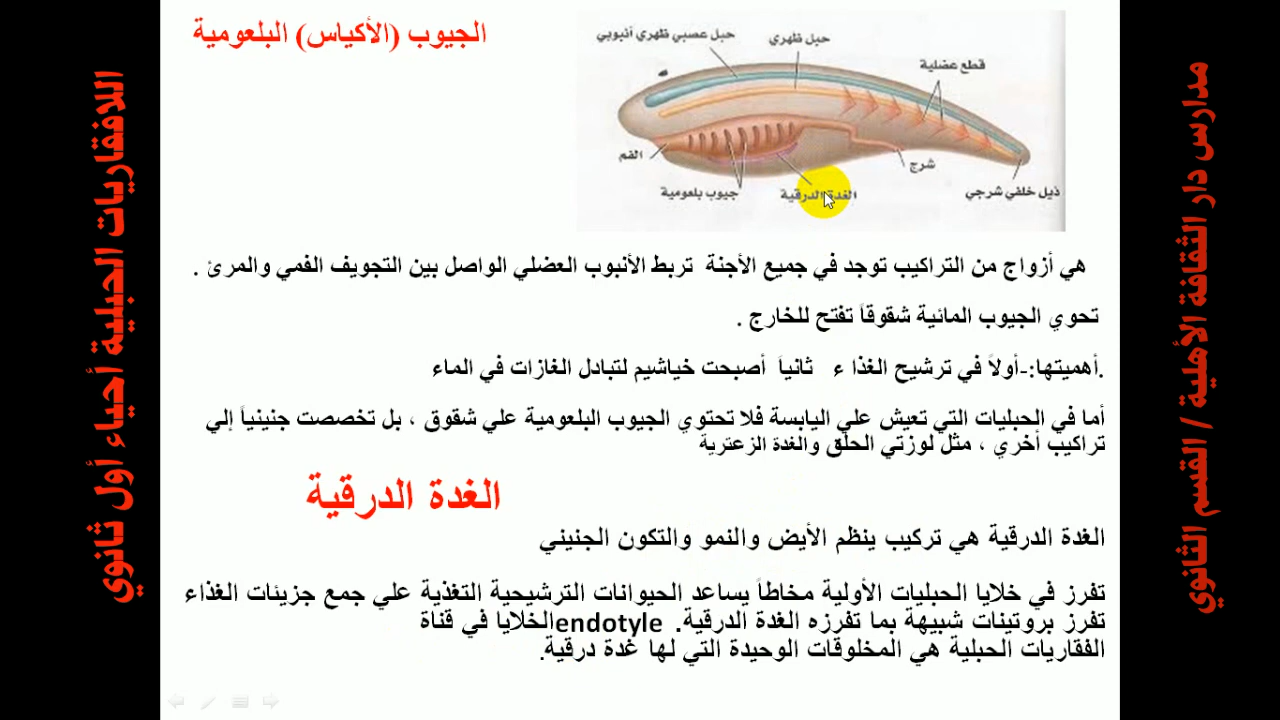 الجيوب (الأكياس) البلعومية
حبل عصبي ظهري أنبوبي
حبل ظهري
قطع عضلية
الفم
جيوب بلعومية
الغدة الدرقية
شرج
ذيل خلفي شرجي
هي أزواج من التراكيب توجد في جميع الأجنة تربط الأنبوب العضلي الواصل بين التجويف الفمي والمرئ .
تحوي الجيوب المائية شقوقاً تفتح للخارج .
.أهميتها:-أولاً في ترشيح الغذا ء ثانياً أصبحت خياشيم لتبادل الغازات في الماء
أما في الحبليات التي تعيش علي اليابسة فلا تحتوي الجيوب البلعومية علي شقوق ، بل تخصصت جنينياً إلي
تراكيب أخري ، مثل لوزتي الحلق والغدة الزعترية
الغدة الدرقية
الغدة الدرقية هي تركيب ينظم الأيض والنمو والتكون الجنيني
تفرز في خلايا الحبليات الأولية مخاطاً يساعد الحيوانات الترشيحية التغذية علي جمع جزيئات الغذاء
تفرز بروتينات شبيهة بما تفرزه الغدة الدرقية. endotyleالخلايا في قناة
الفقاريات الحبلية هي المخلوقات الوحيدة التي لها غدة درقية.
اللافقاريات الحبلية أحياء أول ثانوي
مدارس دار الثقافة الأهلية / القسم الثانوي